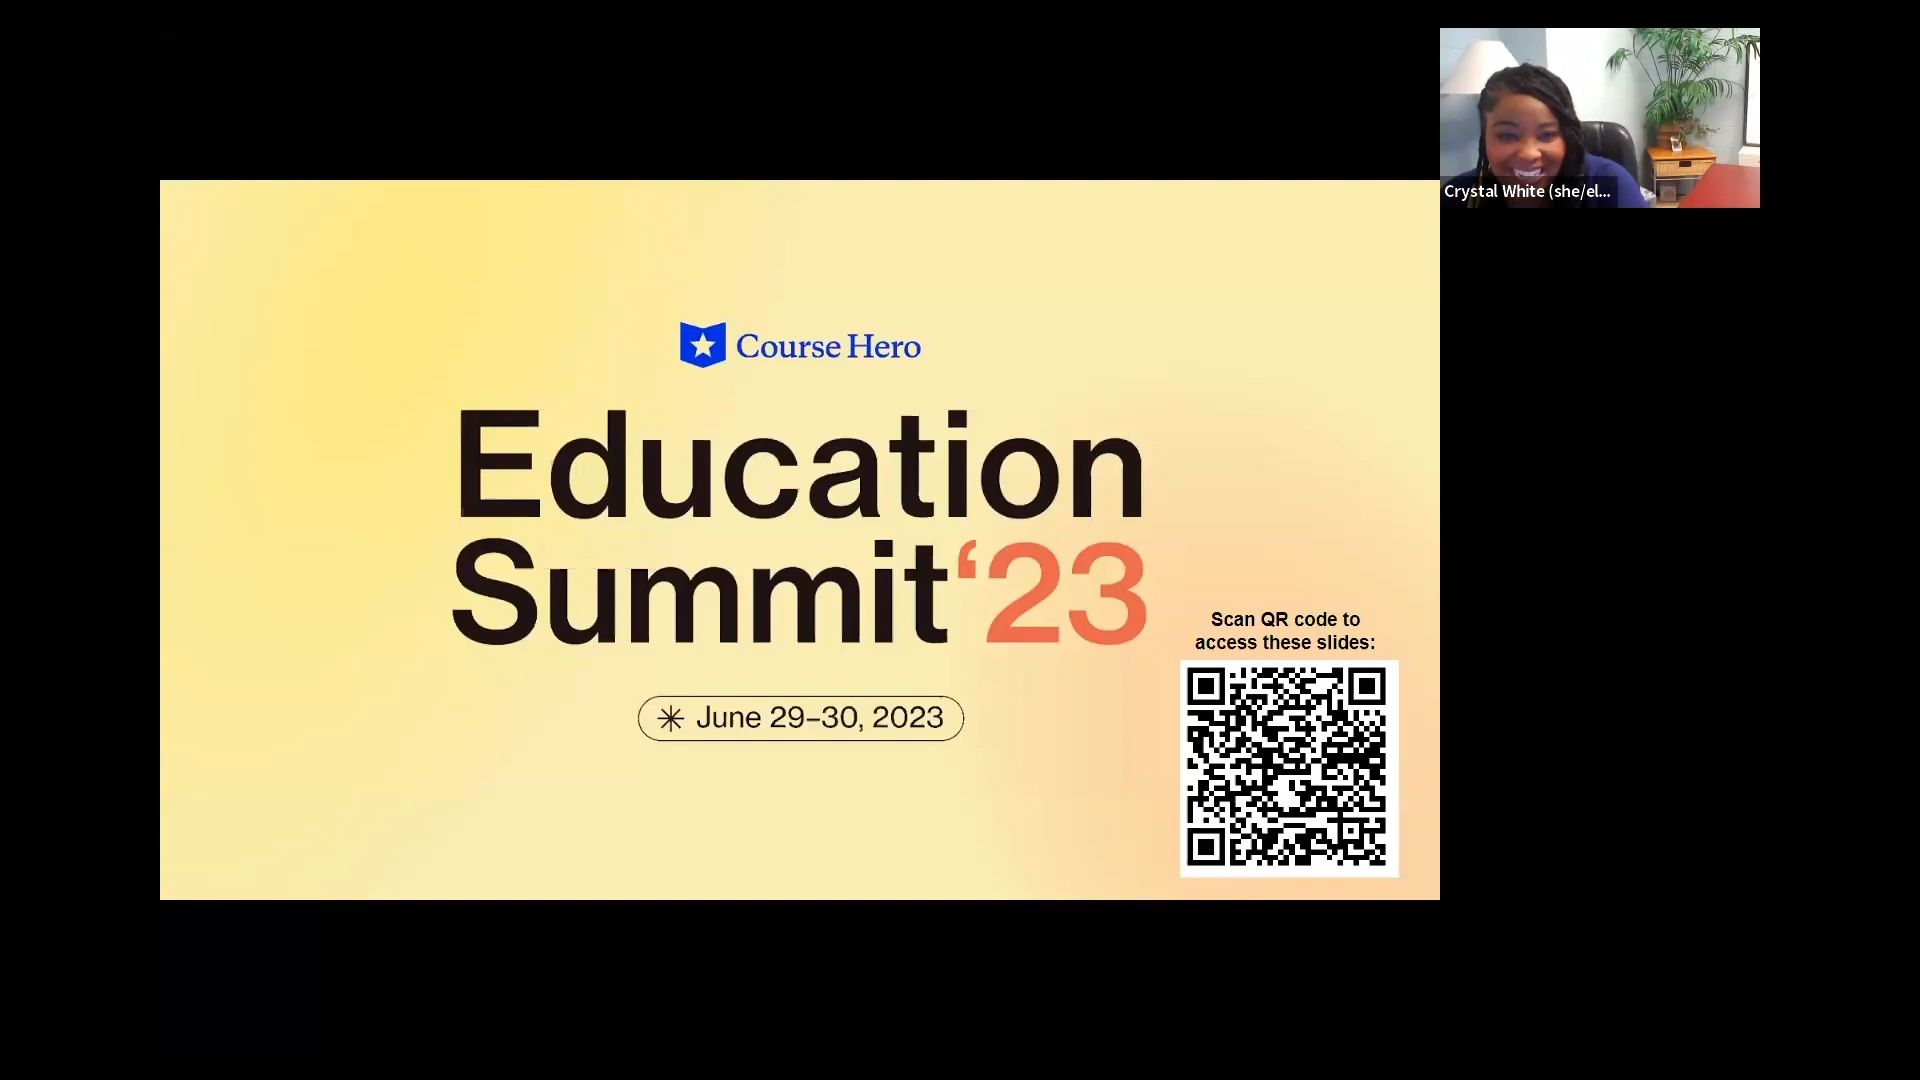 Crystal White (she/el...
Course Hero
Education
Summit ‘23
June 29–30, 2023
Scan QR code to
access these slides: